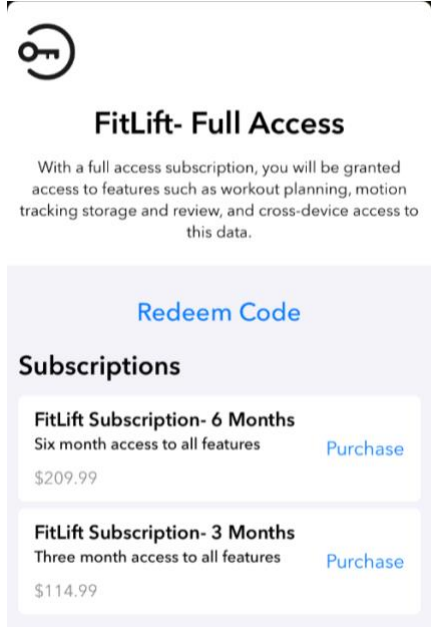 FitLift- Full Access
With a full access subscription, you will be granted
access to features such as workout planning, motion
tracking storage and review, and cross-device access to
this data.
Redeem Code
Subscriptions
FitLift Subscription- 6 Months
Six month access to all features
Purchase
$209.99
FitLift Subscription- 3 Months
Three month access to all features
Purchase
$114.99